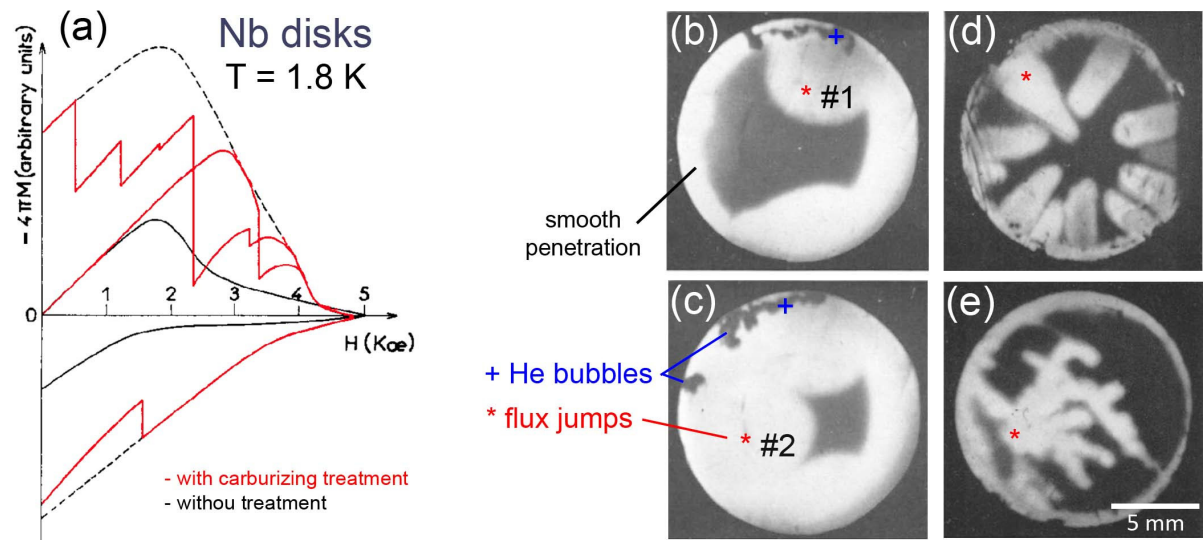 (a)
Nb disks
T = 1.8 K
- 4πM (arbitrary units)
0
1 2 3 4 5
H (Kœ)
- with carburizing treatment
- withou treatment
(b)
+
* #1
smooth
penetration
(c)
+
+ He bubbles
* flux jumps
* #2
(d)
*
(e)
*
5 mm